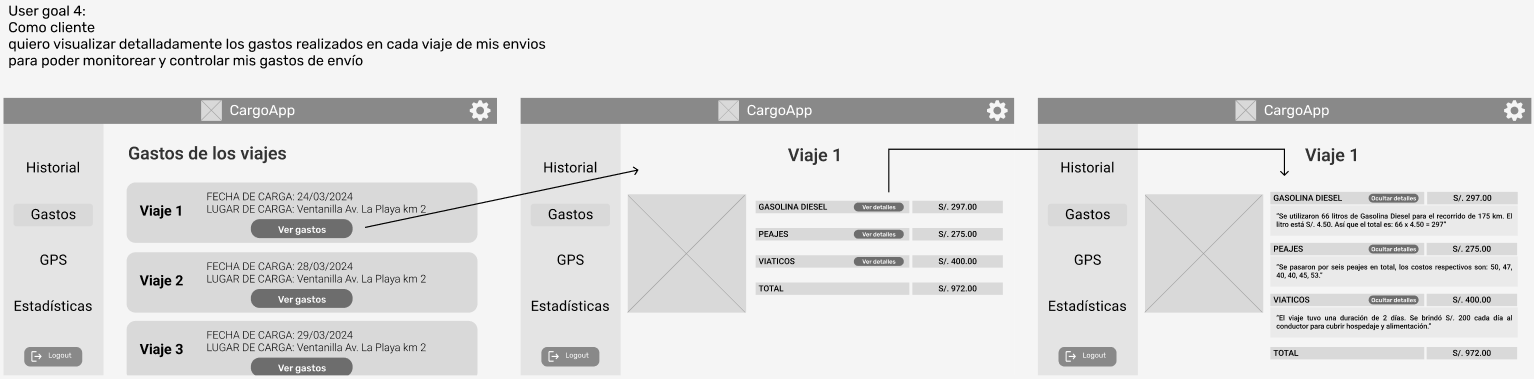 User goal 4:
Como cliente
quiero visualizar detalladamente los gastos realizados en cada viaje de mis envios
para poder monitorear y controlar mis gastos de envío
CargoApp
Historial
Gastos
GPS
Estadísticas
Logout
Gastos de los viajes
Viaje 1
FECHA DE CARGA: 24/03/2024
LUGAR DE CARGA: Ventanilla Av. La Playa km 2
Ver gastos
Viaje 2
FECHA DE CARGA: 28/03/2024
LUGAR DE CARGA: Ventanilla Av. La Playa km 2
Ver gastos
Viaje 3
FECHA DE CARGA: 29/03/2024
LUGAR DE CARGA: Ventanilla Av. La Playa km 2
Ver gastos
CargoApp
Historial
Gastos
GPS
Estadísticas
Logout
Viaje 1
GASOLINA DIESEL Ver detalles S/. 297.00
PEAJES Ver detalles S/. 275.00
VIATICOS Ver detalles S/. 400.00
TOTAL S/. 972.00
CargoApp
Historial
Gastos
GPS
Estadísticas
Logout
Viaje 1
GASOLINA DIESEL Ocultar detalles S/. 297.00
"Se utilizaron 66 litros de Gasolina Diesel para el recorrido de 175 km. El
litro está S/. 4.50. Así que el total es: 66 x 4.50 = 297"
PEAJES Ocultar detalles S/. 275.00
"Se pasaron por seis peajes en total, los costos respectivos son: 50, 47,
40, 40, 45, 53."
VIATICOS Ocultar detalles S/. 400.00
"El viaje tuvo una duración de 2 días. Se brindó S/. 200 cada día al
conductor para cubrir hospedaje y alimentación."
TOTAL S/. 972.00